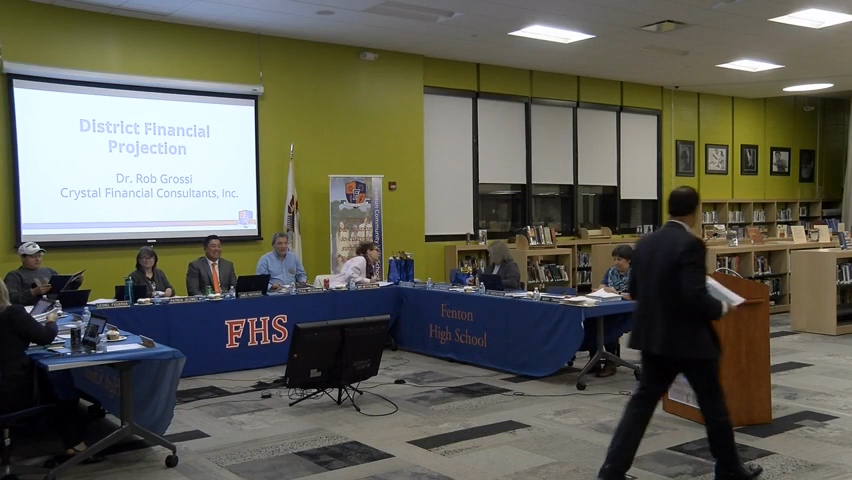 District Financial
Projection
Dr. Rob Grossi
Crystal Financial Consultants, Inc.
FHS
Fenton
High School